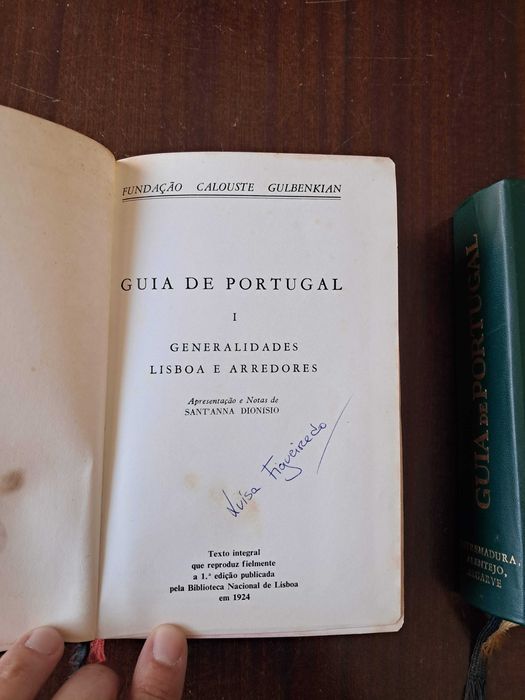 FUNDAÇÃO CALOUSTE GULBENKIAN
GUIA DE PORTUGAL
I
GENERALIDADES
LISBOA E ARREDORES
Apresentação e Notas de
SANT'ANNA DIONÍSIO
Luísa Figueiredo
Texto integral
que reproduz fielmente
a 1.ª edição publicada
pela Biblioteca Nacional de Lisboa
em 1924
GUIA DE PORTUGAL
ESTREMADURA,
ALENTEJO,
ALGARVE